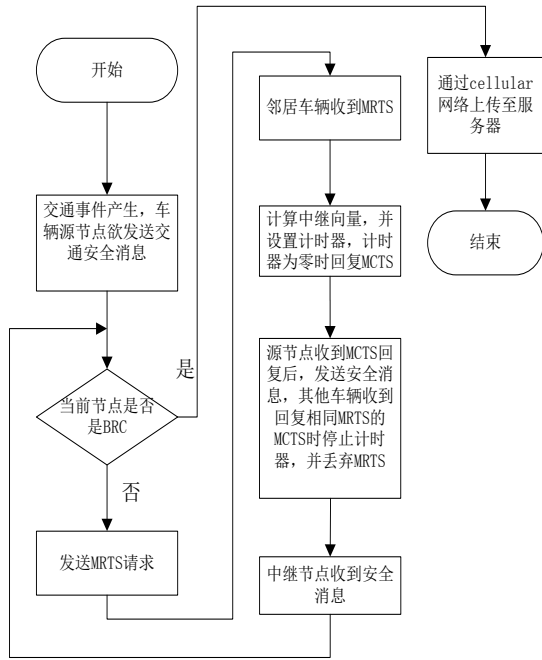 开始
交通事件产生，车
辆源节点欲发送交
通安全消息
当前节点是否
是BRC
是
否
发送MRTS请求
邻居车辆收到MRTS
计算中继向量，并
设置计时器，计时
器为零时回复MCTS
源节点收到MCTS回
复后，发送安全消
息，其他车辆收到
回复相同MRTS的
MCTS时停止计时
器，并丢弃MRTS
中继节点收到安全
消息
通过cellular
网络上传至服
务器
结束